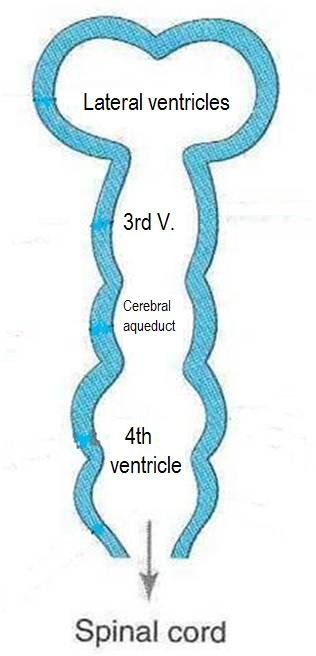 Lateral ventricles
3rd V.
Cerebral
aqueduct
4th
ventricle
Spinal cord